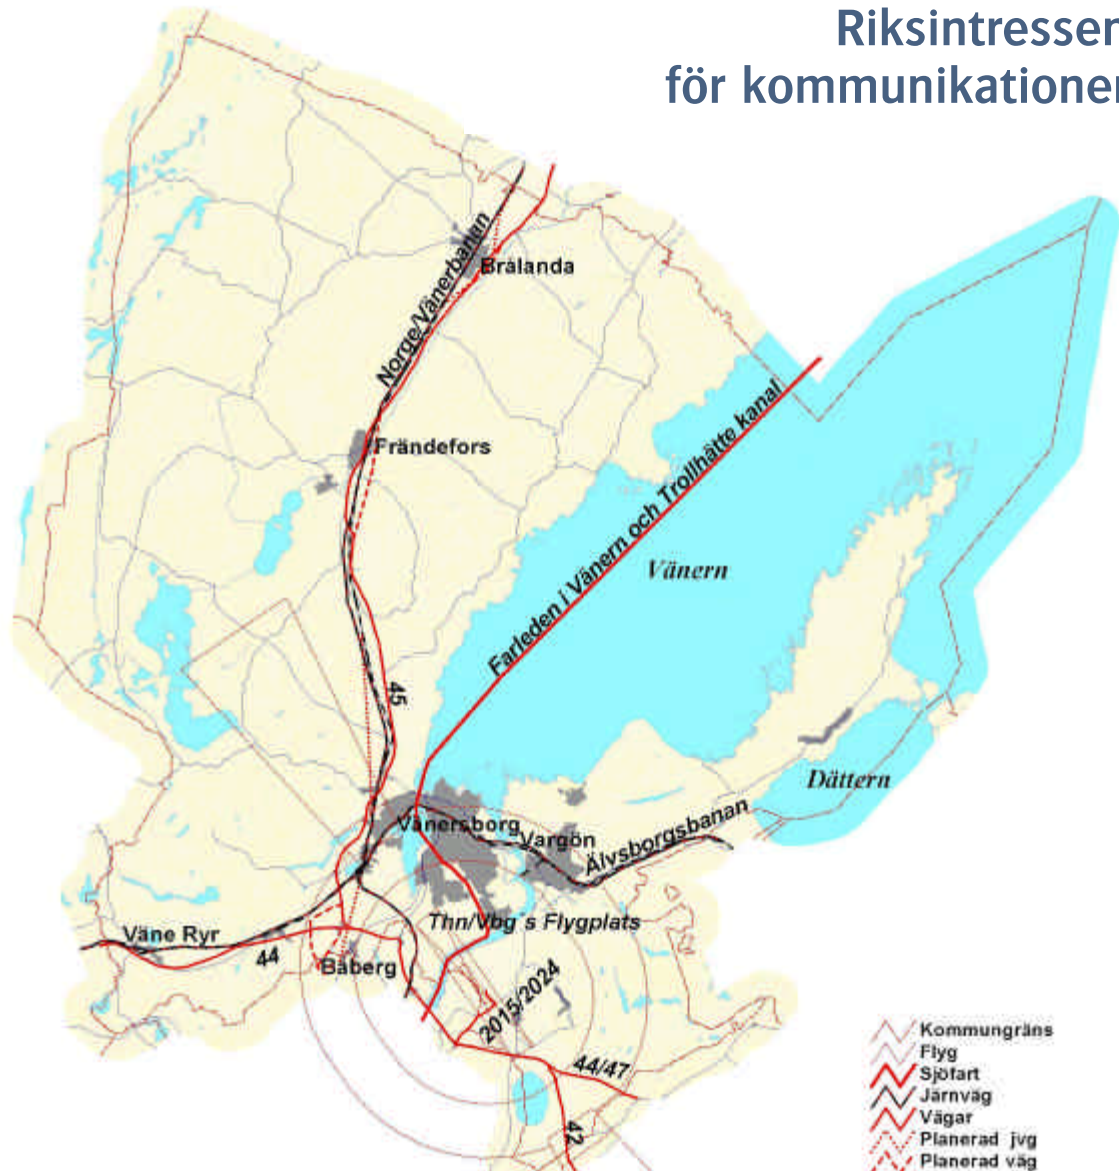 Riksintressen
för kommunikationer
Norge/Vänerbanan
Brålanda
Frändefors
Farleden i Vänern och Trollhätte kanal
Vänern
45
Dättern
Vänersborg
Vargön
Älvsborgsbanan
Thn/Vbg s Flygplats
Väne Ryr
44
Båberg
2015/2024
44/47
42
Kommungräns
Flyg
Sjöfart
Järnväg
Vägar
Planerad jvg
Planerad väg